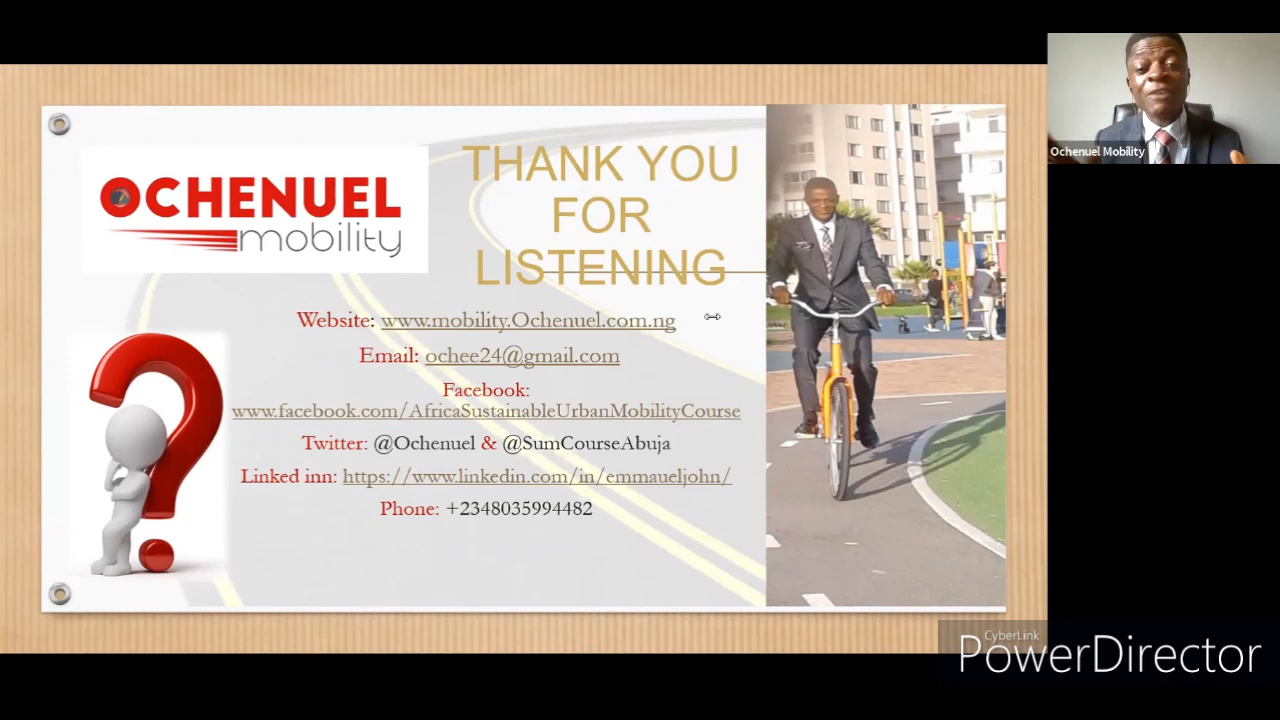 OCHENUEL
mobility
THANK YOU
FOR
LISTENING
Website: www.mobility.Ochenuel.com.ng
Email: ochee24@gmail.com
Facebook:
www.facebook.com/AfricaSustainableUrbanMobilityCourse
Twitter: @Ochenuel & @SumCourseAbuja
Linked inn: https://www.linkedin.com/in/emmaueljohn/
Phone: +2348035994482
Ochenuel Mobility
CyberLink
PowerDirector